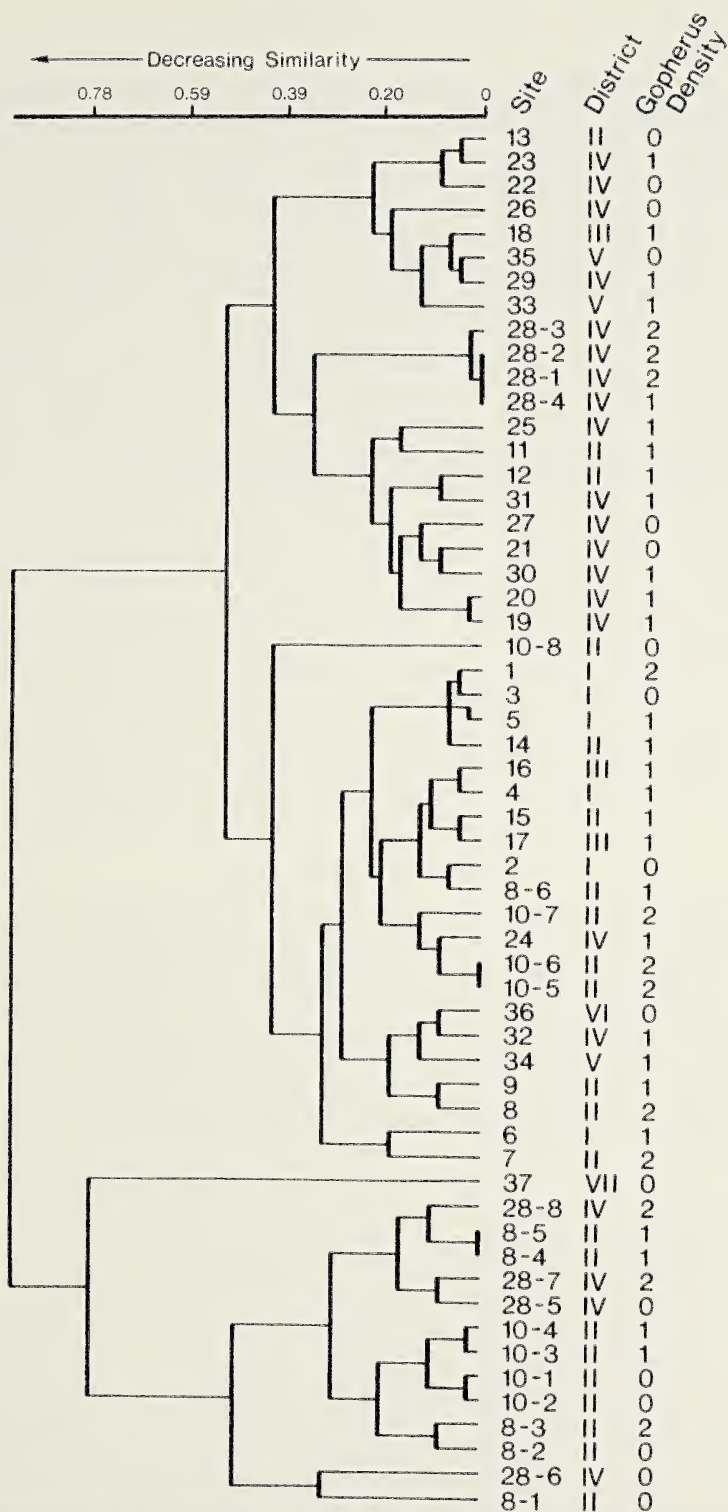 Decreasing Similarity
0.78 0.59 0.39 0.20 0 Site District Gopherus Density
13 II 0
23 IV 1
22 IV 0
26 IV 0
18 III 1
35 V 0
29 IV 1
33 V 1
28-3 IV 2
28-2 IV 2
28-1 IV 2
28-4 IV 1
25 IV 1
11 II 1
12 II 1
31 IV 1
27 IV 0
21 IV 0
30 IV 1
20 IV 1
19 IV 1
10-8 II 0
1 I 2
3 I 0
5 I 1
14 II 1
16 III 1
4 I 1
15 II 1
17 III 1
2 I 0
8-6 II 1
10-7 II 2
24 IV 1
10-6 II 2
10-5 II 2
36 VI 0
32 IV 1
34 V 1
9 II 1
8 II 2
6 I 1
7 II 2
37 VII 0
28-8 IV 2
8-5 II 1
8-4 II 1
28-7 IV 2
28-5 IV 0
10-4 II 1
10-3 II 1
10-1 II 0
10-2 II 0
8-3 II 2
8-2 II 0
28-6 IV 0
8-1 II 0